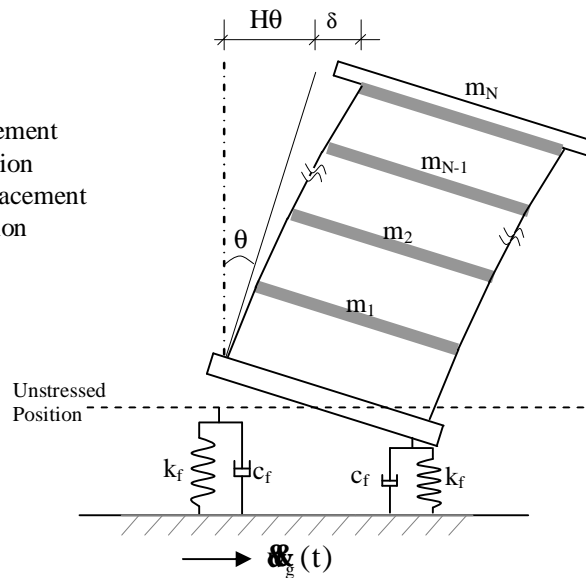 Hθ δ
m_N
ement
ion
m_{N-1}
acement
ion
m_2
θ
m_1
Unstressed
Position
k_f c_f c_f k_f
g (t)